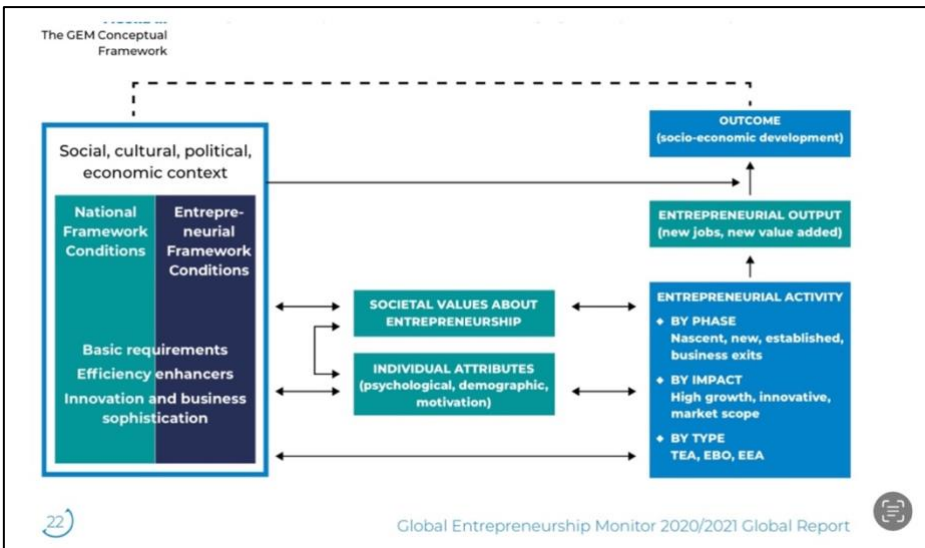 The GEM Conceptual
Framework
Social, cultural, political,
economic context
National
Framework
Conditions
Entrepre-
neurial
Framework
Conditions
Basic requirements
Efficiency enhancers
Innovation and business
sophistication
SOCIETAL VALUES ABOUT
ENTREPRENEURSHIP
INDIVIDUAL ATTRIBUTES
(psychological, demographic,
motivation)
OUTCOME
(socio-economic development)
ENTREPRENEURIAL OUTPUT
(new jobs, new value added)
ENTREPRENEURIAL ACTIVITY
◆ BY PHASE
Nascent, new, established,
business exits
◆ BY IMPACT
High growth, innovative,
market scope
◆ BY TYPE
TEA, EBO, EEA
22
Global Entrepreneurship Monitor 2020/2021 Global Report